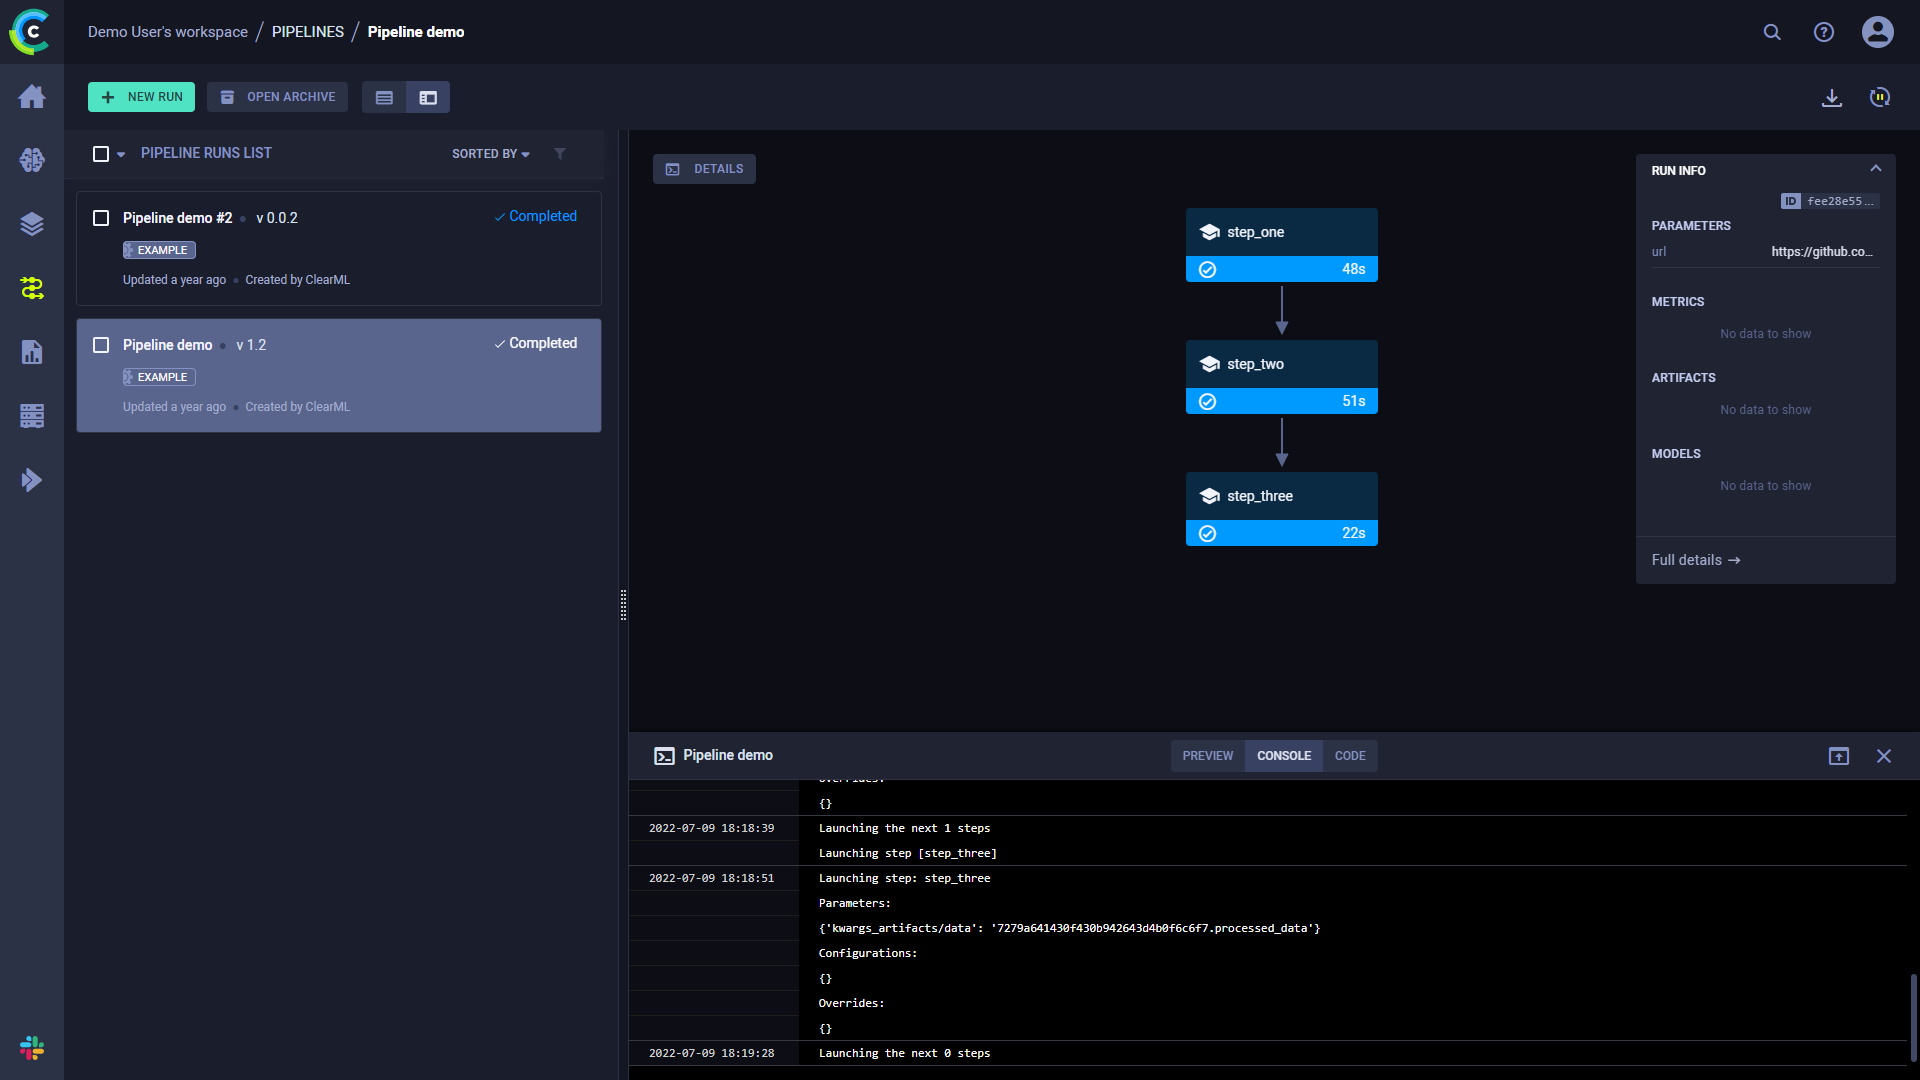 Demo User's workspace / PIPELINES / Pipeline demo
NEW RUN
OPEN ARCHIVE
PIPELINE RUNS LIST
SORTED BY
Pipeline demo #2 v 0.0.2
Completed
EXAMPLE
Updated a year ago Created by ClearML
Pipeline demo v 1.2
Completed
EXAMPLE
Updated a year ago Created by ClearML
DETAILS
step_one
48s
step_two
51s
step_three
22s
RUN INFO
ID fee28e55...
PARAMETERS
url https://github.co...
METRICS
No data to show
ARTIFACTS
No data to show
MODELS
No data to show
Full details →
Pipeline demo
PREVIEW CONSOLE CODE
Overrides:
{}
2022-07-09 18:18:39 Launching the next 1 steps
Launching step [step_three]
2022-07-09 18:18:51 Launching step: step_three
Parameters:
{'kwargs_artifacts/data': '7279a641430f430b942643d4b0f6c6f7.processed_data'}
Configurations:
{}
Overrides:
{}
2022-07-09 18:19:28 Launching the next 0 steps